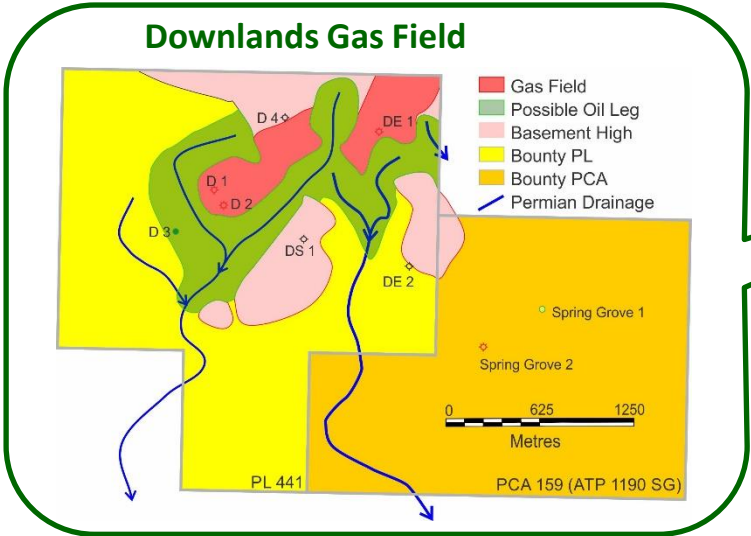 Downlands Gas Field
Gas Field
Possible Oil Leg
Basement High
Bounty PL
Bounty PCA
Permian Drainage
D 4
DE 1
D 1
D 2
D 3
DS 1
DE 2
Spring Grove 1
Spring Grove 2
0 625 1250
Metres
PL 441
PCA 159 (ATP 1190 SG)